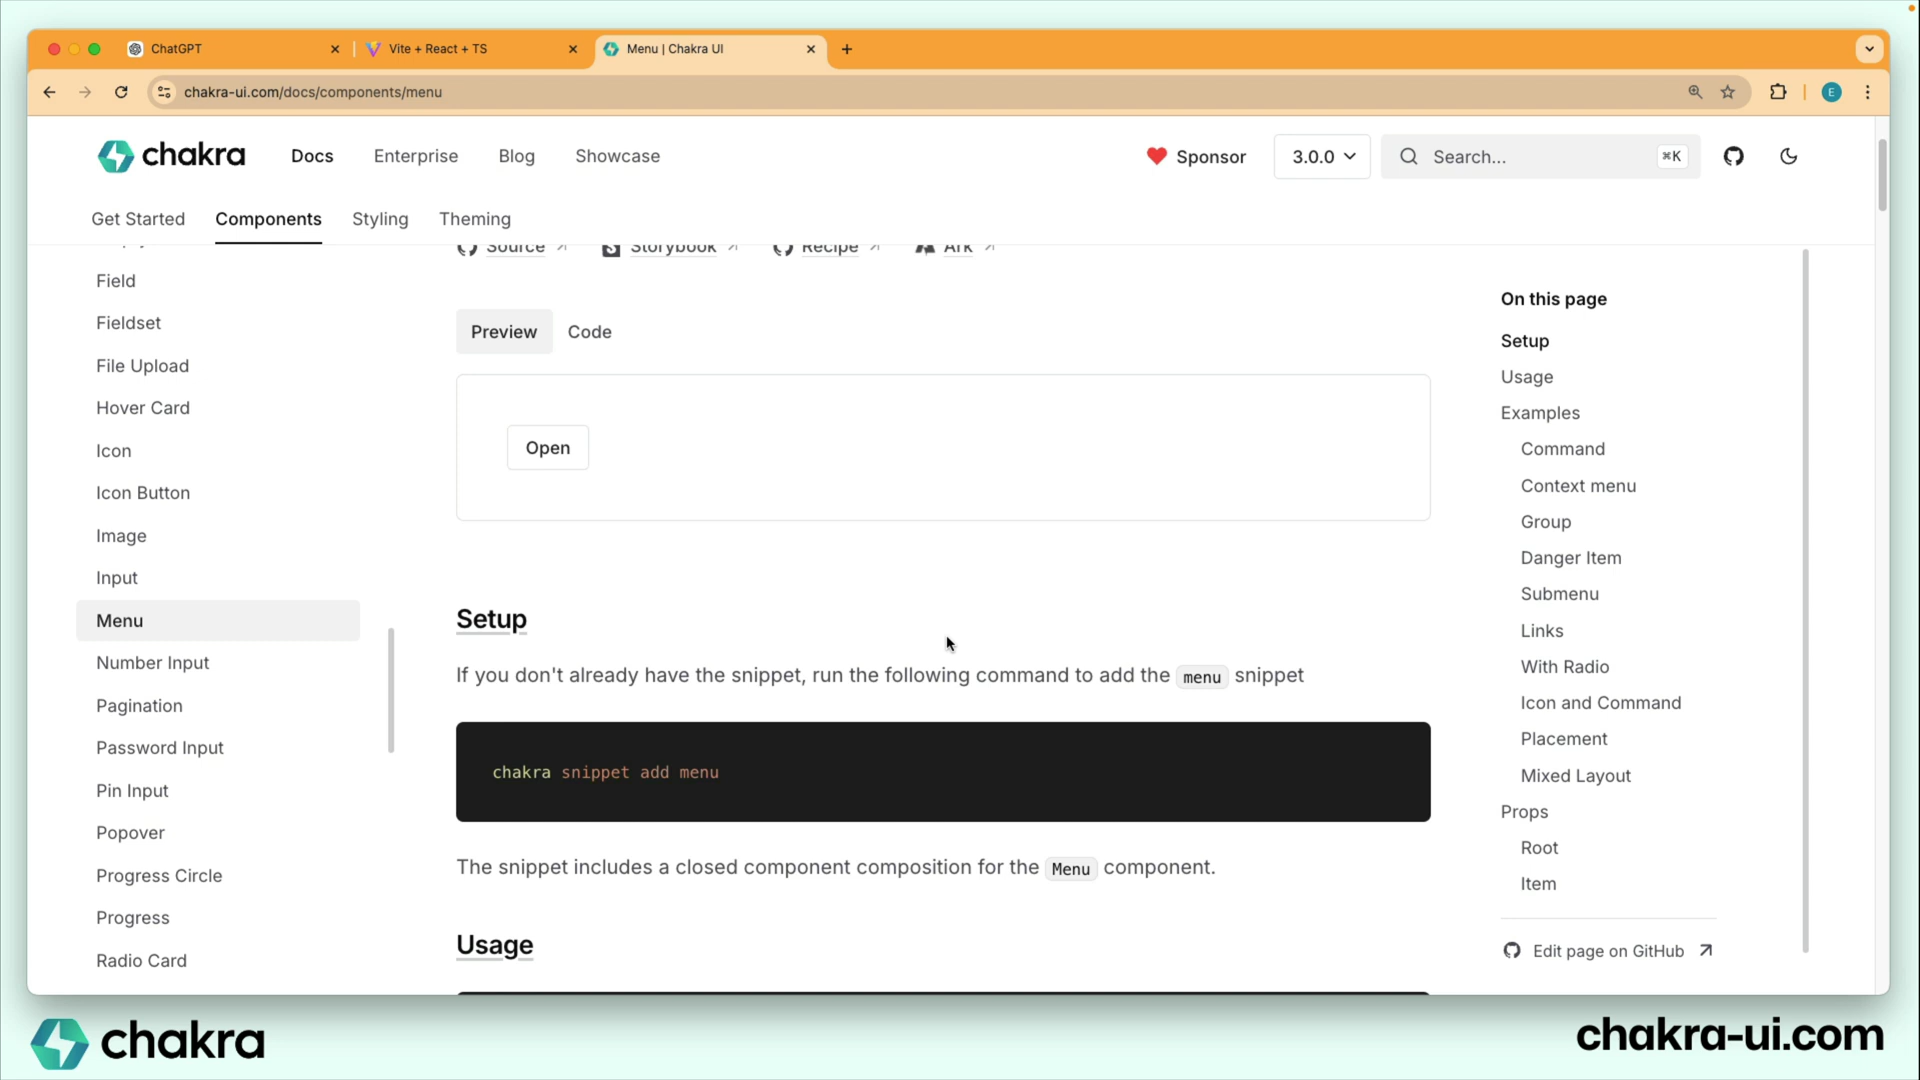 ChatGPT
Vite + React + TS
Menu | Chakra UI
chakra-ui.com/docs/components/menu
E
chakra
Docs
Enterprise
Blog
Showcase
Sponsor
3.0.0
Search...
⌘K
Get Started
Components
Styling
Theming
Source
Storybook
Recipe
Ark
Field
Fieldset
File Upload
Hover Card
Icon
Icon Button
Image
Input
Menu
Number Input
Pagination
Password Input
Pin Input
Popover
Progress Circle
Progress
Radio Card
Preview
Code
Open
Setup
If you don't already have the snippet, run the following command to add the menu snippet
chakra snippet add menu
The snippet includes a closed component composition for the Menu component.
Usage
On this page
Setup
Usage
Examples
Command
Context menu
Group
Danger Item
Submenu
Links
With Radio
Icon and Command
Placement
Mixed Layout
Props
Root
Item
Edit page on GitHub
chakra
chakra-ui.com